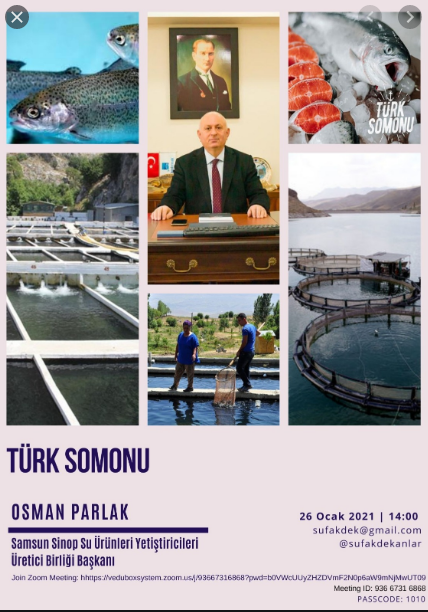 TÜRK
SOMONU
TÜRK SOMONU
OSMAN PARLAK
Samsun Sinop Su Ürünleri Yetiştiricileri
Üretici Birliği Başkanı
26 Ocak 2021 | 14:00
sufakdek@gmail.com
@sufakdekanlar
Join Zoom Meeting: hhttps://veduboxsystem.zoom.us/j/93667316868?pwd=b0VWcUUyZHZDVmF2N0p6aW9mNjMwUT09
Meeting ID: 936 6731 6868
PASSCODE: 1010